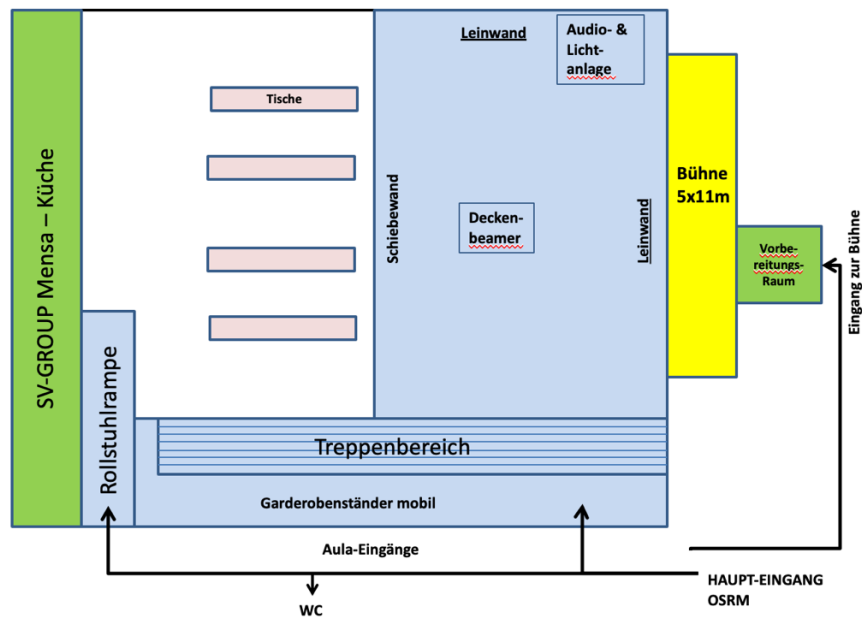 Leinwand
Audio- &
Licht-
anlage
Tische
SV-GROUP Mensa – Küche
Schiebewand
Decken-
beamer
Leinwand
Bühne
5x11m
Vorbe-
reitungs-
Raum
Eingang zur Bühne
Rollstuhlrampe
Treppenbereich
Garderobenständer mobil
Aula-Eingänge
WC
HAUPT-EINGANG
OSRM